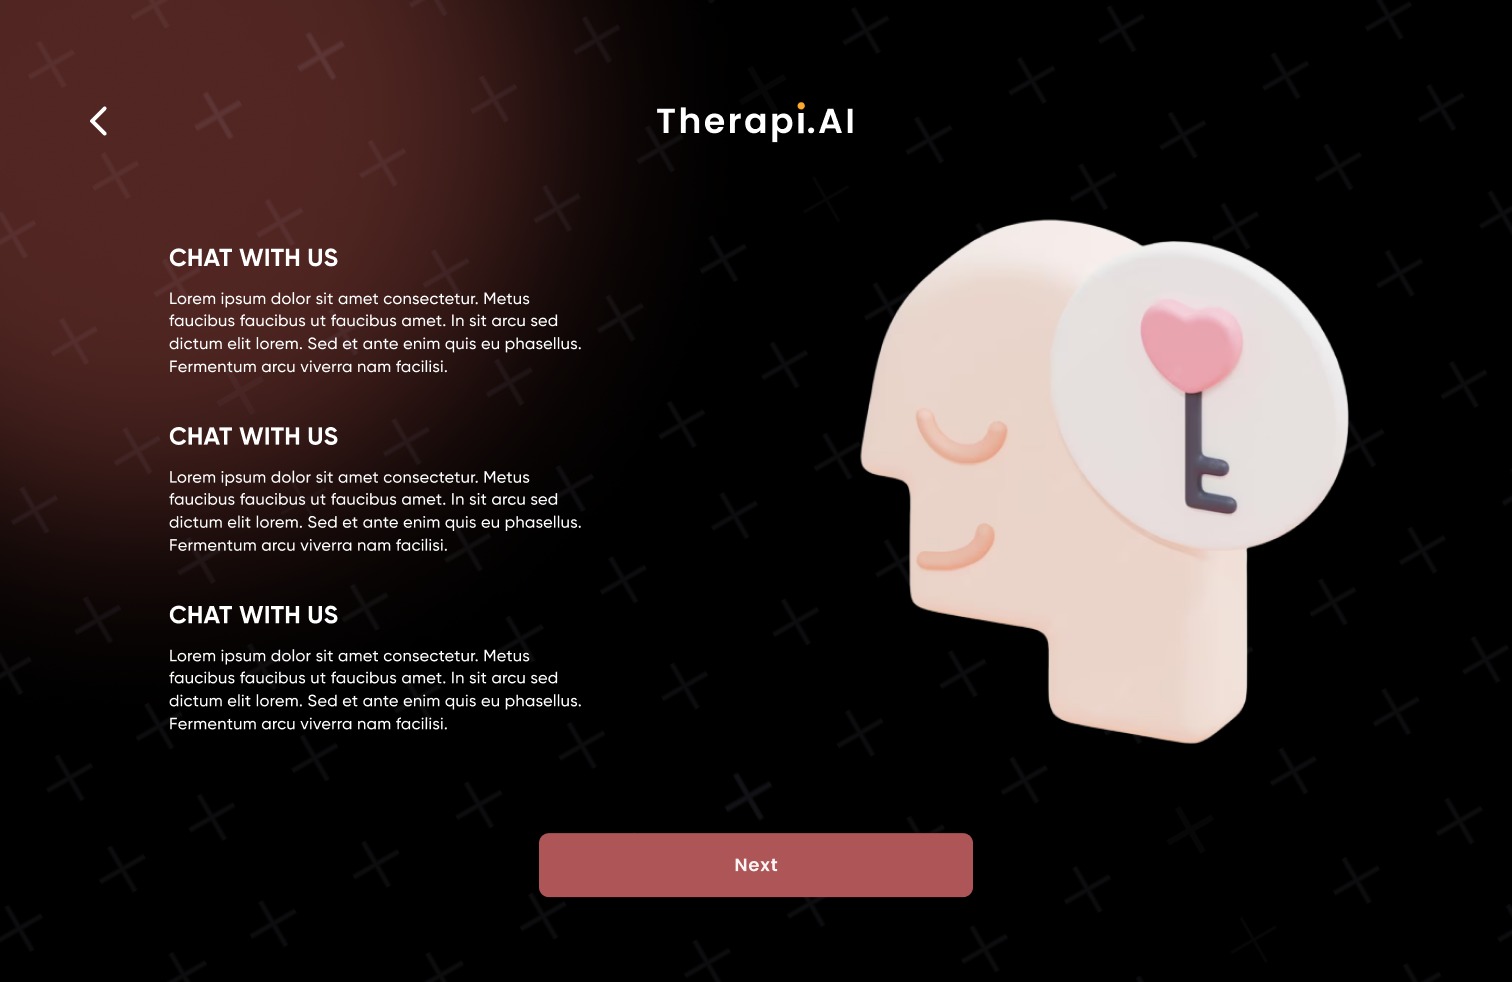 Therapi.AI
CHAT WITH US
Lorem ipsum dolor sit amet consectetur. Metus
faucibus faucibus ut faucibus amet. In sit arcu sed
dictum elit lorem. Sed et ante enim quis eu phasellus.
Fermentum arcu viverra nam facilisi.
CHAT WITH US
Lorem ipsum dolor sit amet consectetur. Metus
faucibus faucibus ut faucibus amet. In sit arcu sed
dictum elit lorem. Sed et ante enim quis eu phasellus.
Fermentum arcu viverra nam facilisi.
CHAT WITH US
Lorem ipsum dolor sit amet consectetur. Metus
faucibus faucibus ut faucibus amet. In sit arcu sed
dictum elit lorem. Sed et ante enim quis eu phasellus.
Fermentum arcu viverra nam facilisi.
Next